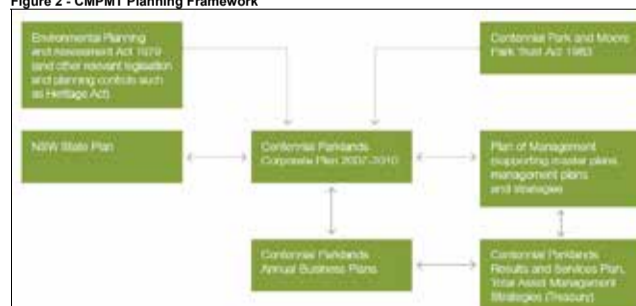 Figure 2 - CMPMT Planning Framework
Environmental Planning
and Assessment Act 1979
(and other relevant legislation
and planning controls such
as Heritage Act)
Centennial Park and Moore
Park Trust Act 1983
NSW State Plan
Centennial Parklands
Corporate Plan 2007-2010
Plan of Management
(supporting master plans,
management plans
and strategies
Centennial Parklands
Annual Business Plans
Centennial Parklands
Results and Services Plan,
Total Asset Management
Strategies (Treasury)